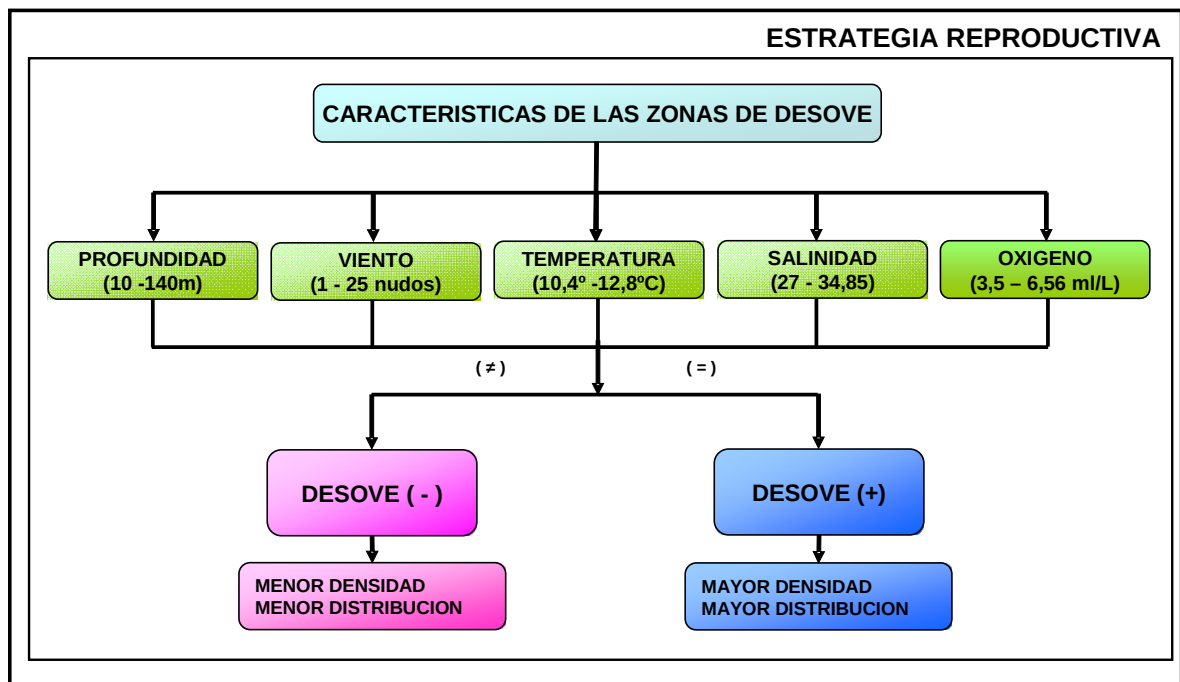 ESTRATEGIA REPRODUCTIVA
CARACTERISTICAS DE LAS ZONAS DE DESOVE
PROFUNDIDAD
(10 -140m)
VIENTO
(1 - 25 nudos)
TEMPERATURA
(10,4º -12,8ºC)
SALINIDAD
(27 - 34,85)
OXIGENO
(3,5 – 6,56 ml/L)
( ≠ )
( = )
DESOVE ( - )
DESOVE (+)
MENOR DENSIDAD
MENOR DISTRIBUCION
MAYOR DENSIDAD
MAYOR DISTRIBUCION